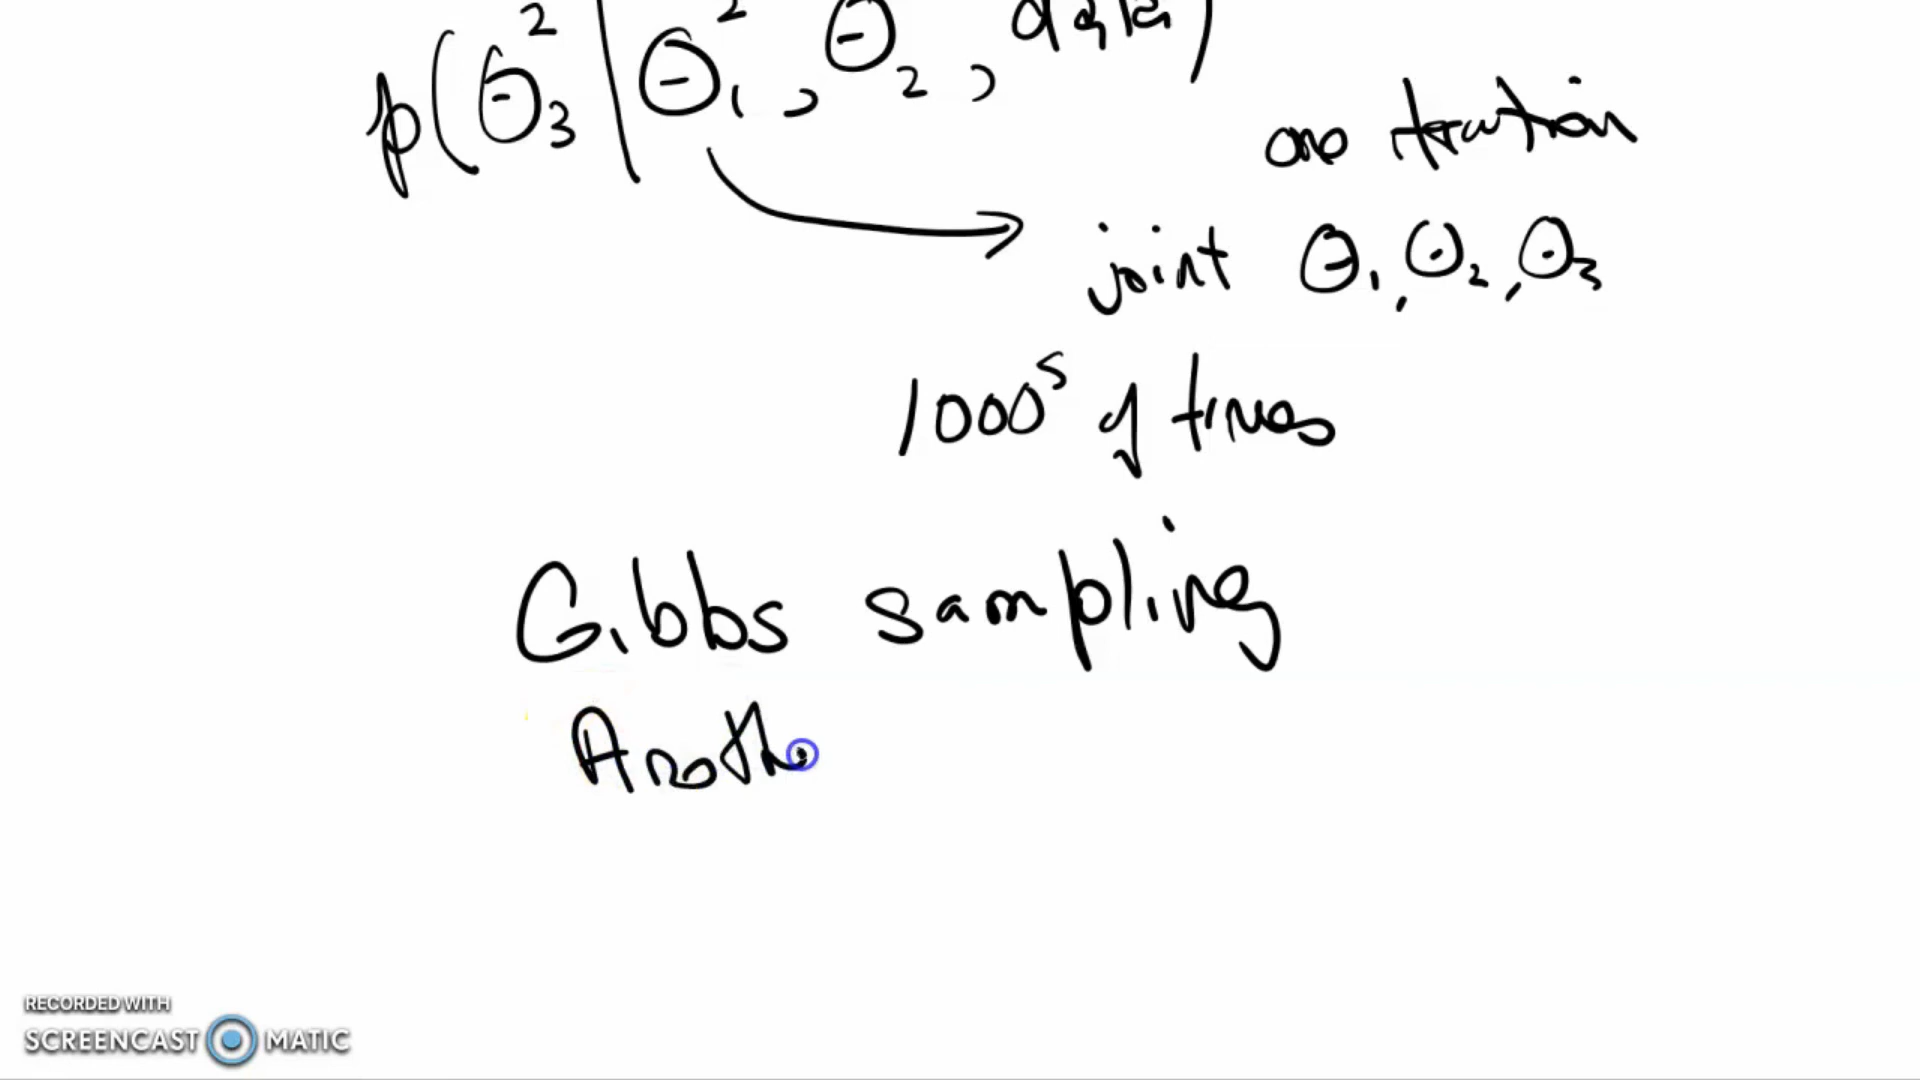 p(Θ₃² | Θ₁², Θ₂, data)
one iteration
joint Θ₁, Θ₂, Θ₃
1000ˢ of times
Gibbs sampling
Anothe
RECORDED WITH
SCREENCAST MATIC